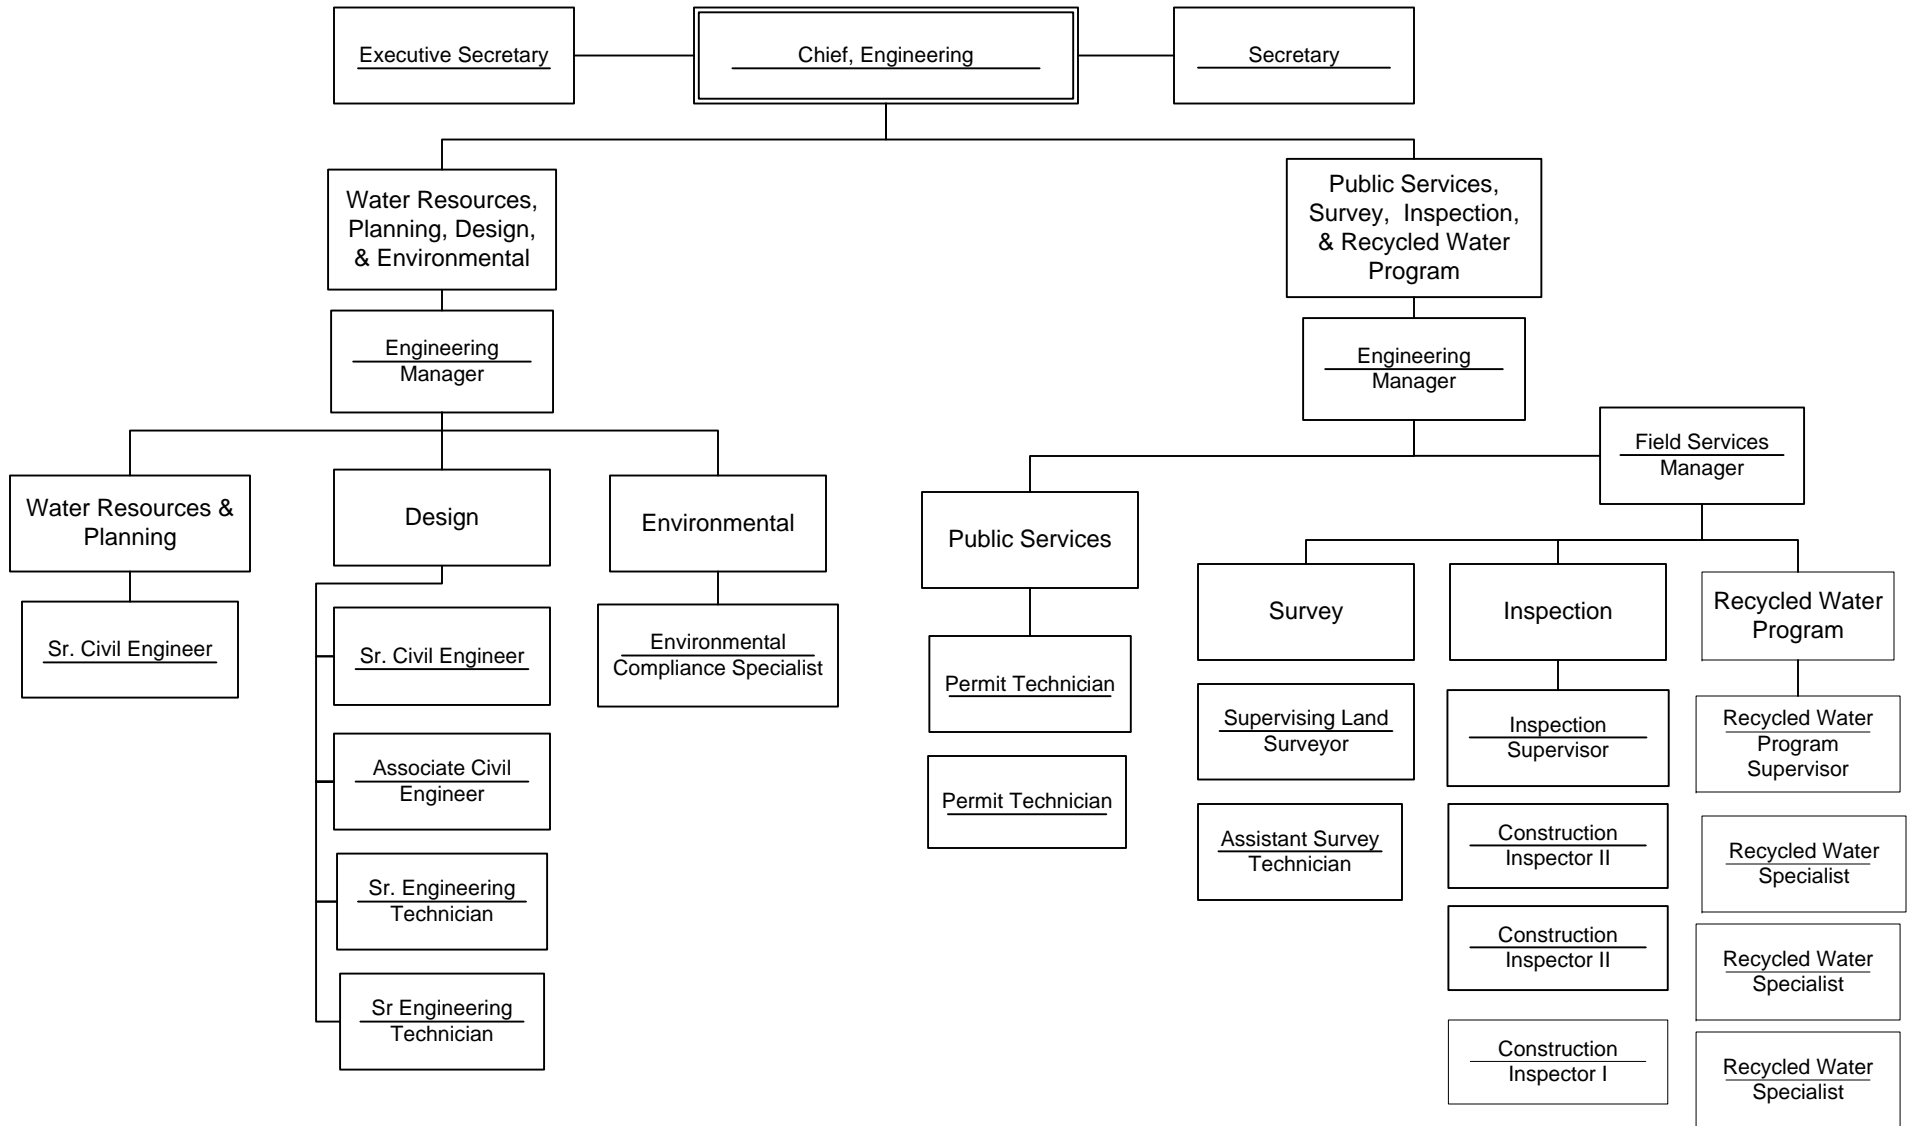 Executive Secretary
Chief, Engineering
Secretary
Water Resources,
Planning, Design,
& Environmental
Public Services,
Survey, Inspection,
& Recycled Water
Program
Engineering
Manager
Engineering
Manager
Field Services
Manager
Water Resources &
Planning
Design
Environmental
Public Services
Survey
Inspection
Recycled Water
Program
Sr. Civil Engineer
Sr. Civil Engineer
Associate Civil
Engineer
Sr. Engineering
Technician
Sr Engineering
Technician
Environmental
Compliance Specialist
Permit Technician
Permit Technician
Supervising Land
Surveyor
Assistant Survey
Technician
Inspection
Supervisor
Construction
Inspector II
Construction
Inspector II
Construction
Inspector I
Recycled Water
Program
Supervisor
Recycled Water
Specialist
Recycled Water
Specialist
Recycled Water
Specialist